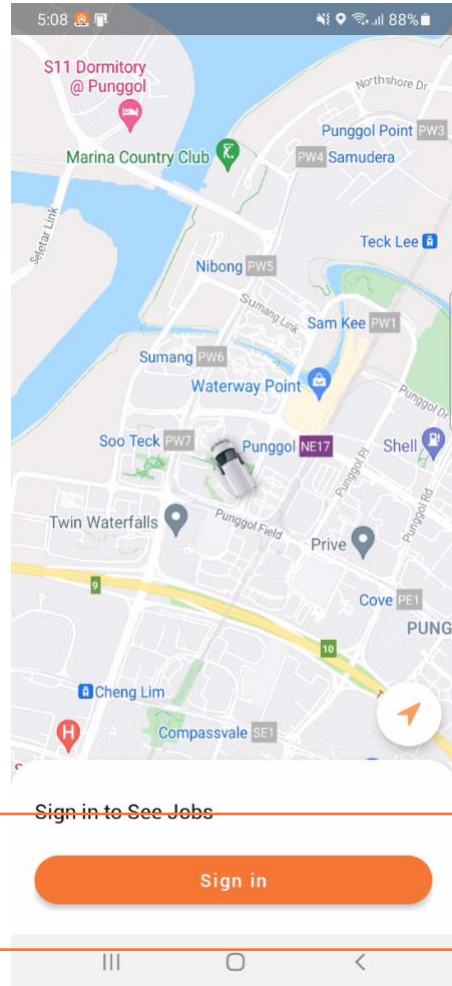 5:08 88%
S11 Dormitory
@ Punggol
Northshore Dr
Punggol Point PW3
Marina Country Club
PW4 Samudera
Seletar Link
Teck Lee
Nibong PW5
Sumang Link
Sam Kee PW1
Sumang PW6
Waterway Point
Punggol Dr
Soo Teck PW7
Punggol NE17
Shell
Punggol Pl
Punggol Rd
Twin Waterfalls
Punggol Field
Prive
9
Cove PE1
PUNG
10
Cheng Lim
H
Compassvale SE1
Sign in to See Jobs
Sign in